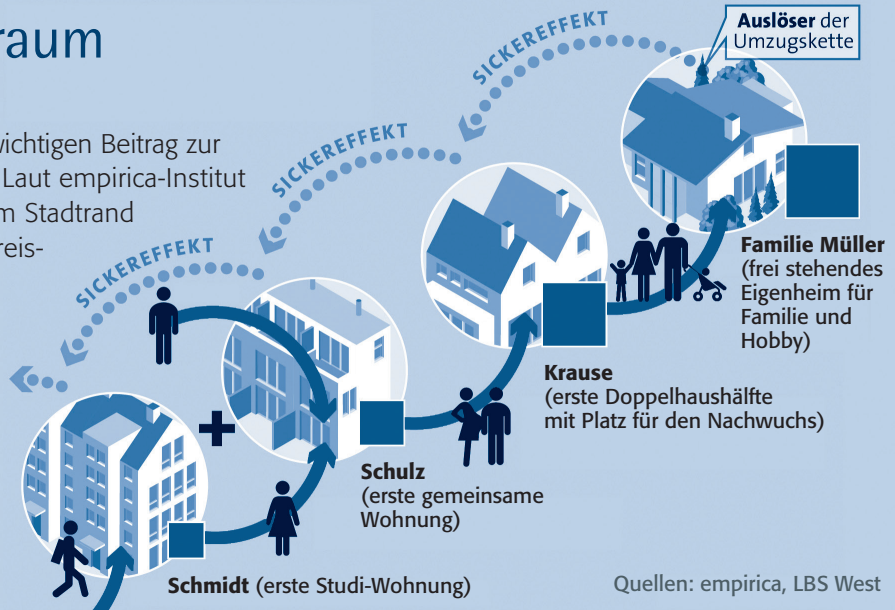 raum
wichtigen Beitrag zur
Laut empirica-Institut
m Stadtrand
reis-
Auslöser der
Umzugskette
SICKEREFFEKT
SICKEREFFEKT
SICKEREFFEKT
Familie Müller
(frei stehendes
Eigenheim für
Familie und
Hobby)
Krause
(erste Doppelhaushälfte
mit Platz für den Nachwuchs)
+
Schulz
(erste gemeinsame
Wohnung)
Schmidt (erste Studi-Wohnung)
Quellen: empirica, LBS West